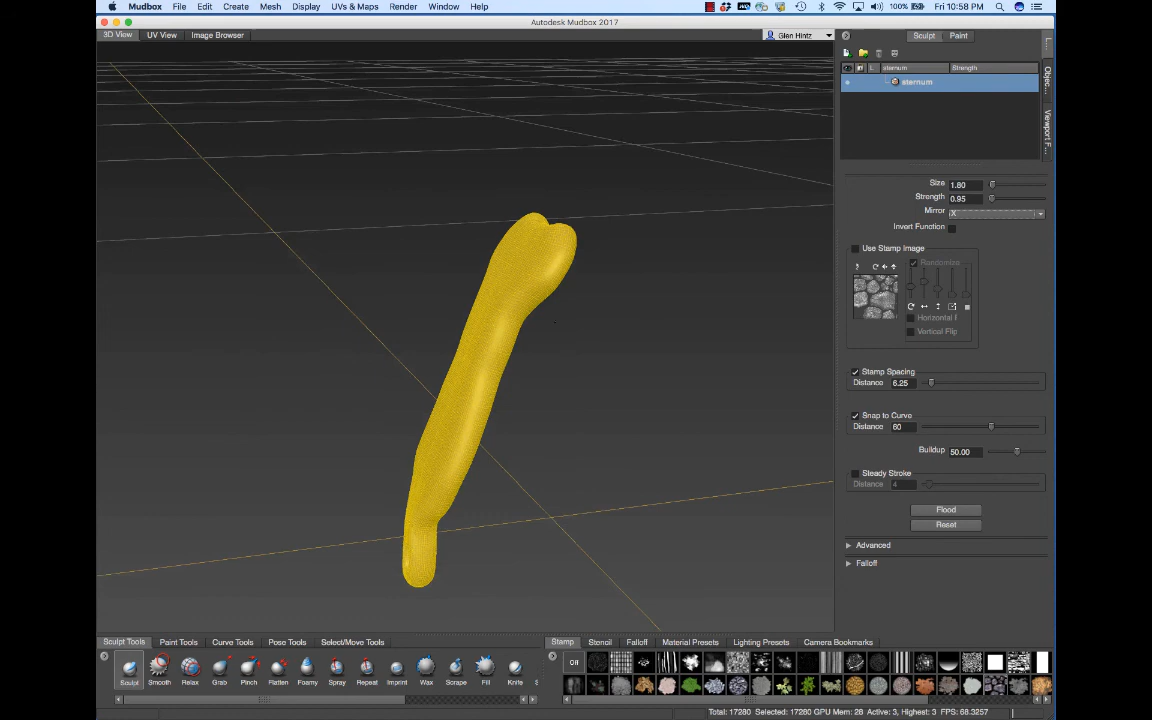 Mudbox File Edit Create Mesh Display UVs & Maps Render Window Help 100% Fri 10:58 PM
Autodesk Mudbox 2017
3D View UV View Image Browser Glen Hintz Sculpt Paint
L sternum Strength
sternum
Obje...
Viewport F...
Size 1.80
Strength 0.95
Mirror X
Invert Function
Use Stamp Image
Randomize
Horizontal F
Vertical Flip
Stamp Spacing
Distance 6.25
Snap to Curve
Distance 60
Buildup 50.00
Steady Stroke
Distance 4
Flood
Reset
Advanced
Falloff
Sculpt Tools Paint Tools Curve Tools Pose Tools Select/Move Tools Stamp Stencil Falloff Material Presets Lighting Presets Camera Bookmarks
Off
Sculpt Smooth Relax Grab Pinch Flatten Foamy Spray Repeat Imprint Wax Scrape Fill Knife S
Total: 17280 Selected: 17280 GPU Mem: 28 Active: 3, Highest: 3 FPS: 68.3257